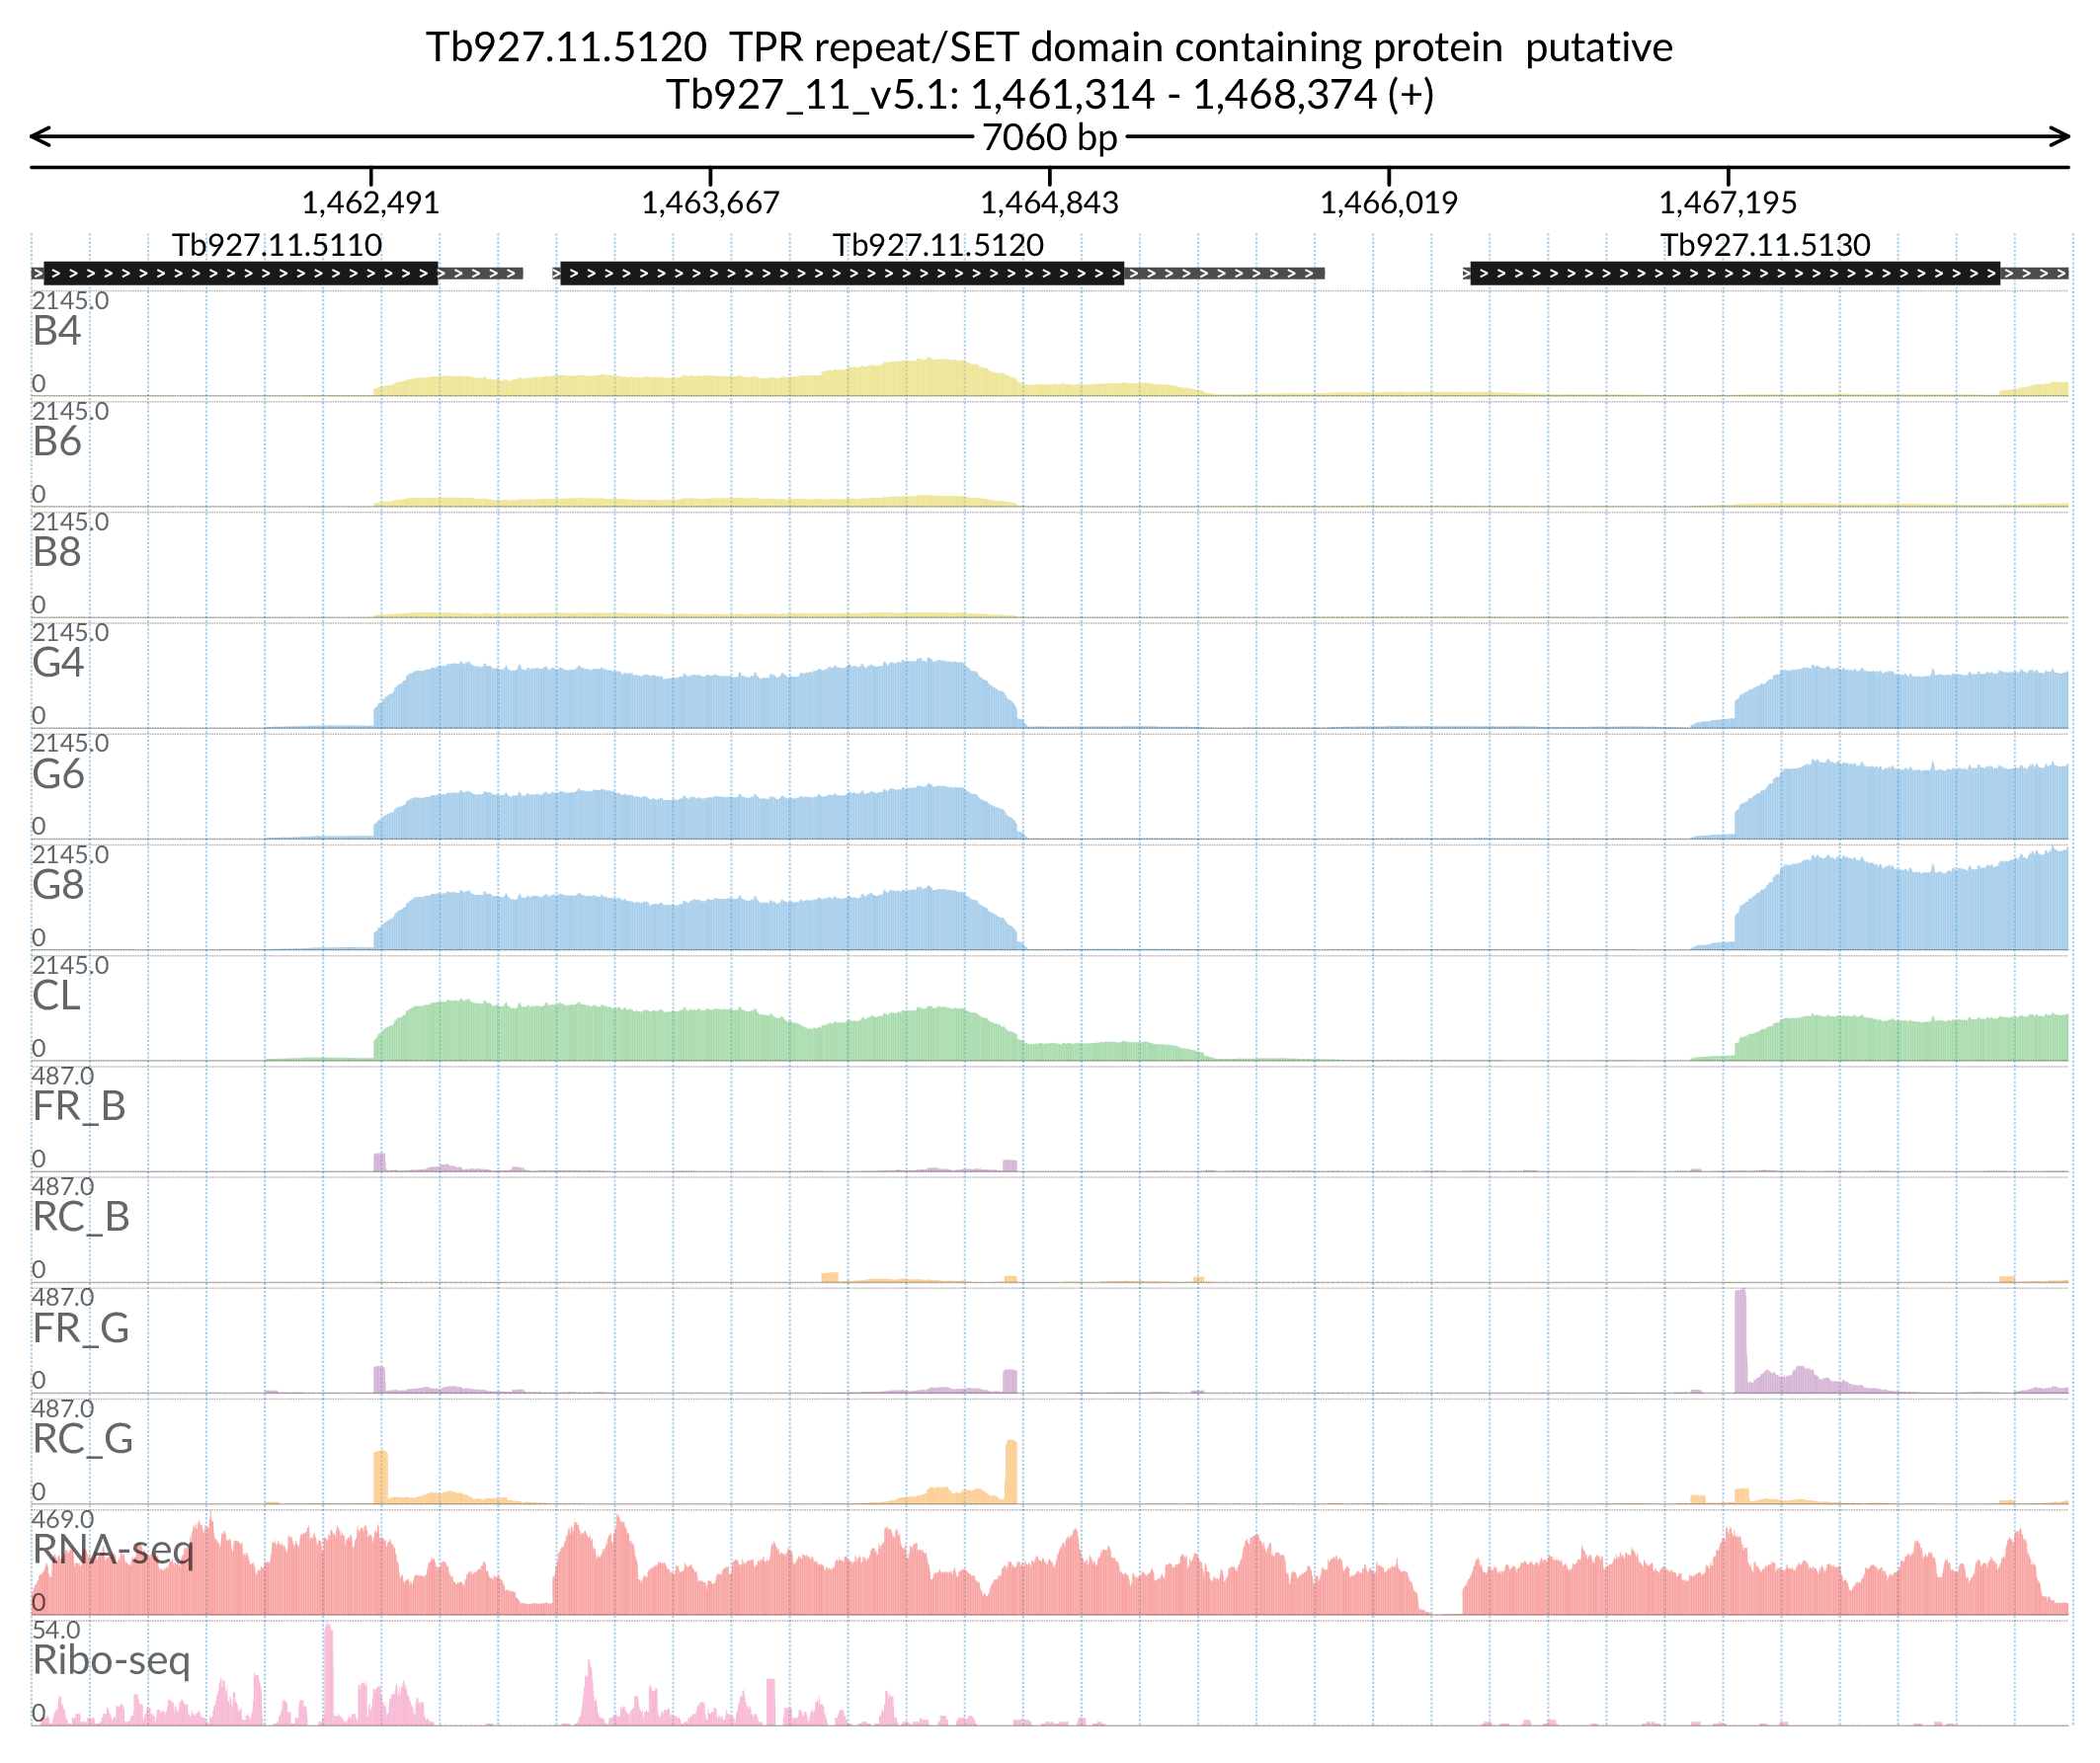 Tb927.11.5120  TPR repeat/SET domain containing protein  putative
Tb927_11_v5.1: 1,461,314 - 1,468,374 (+)
7060 bp
1,462,491 1,463,667 1,464,843 1,466,019 1,467,195
Tb927.11.5110 Tb927.11.5120 Tb927.11.5130
2145.0
B4
0
2145.0
B6
0
2145.0
B8
0
2145.0
G4
0
2145.0
G6
0
2145.0
G8
0
2145.0
CL
0
487.0
FR_B
0
487.0
RC_B
0
487.0
FR_G
0
487.0
RC_G
0
469.0
RNA-seq
0
54.0
Ribo-seq
0